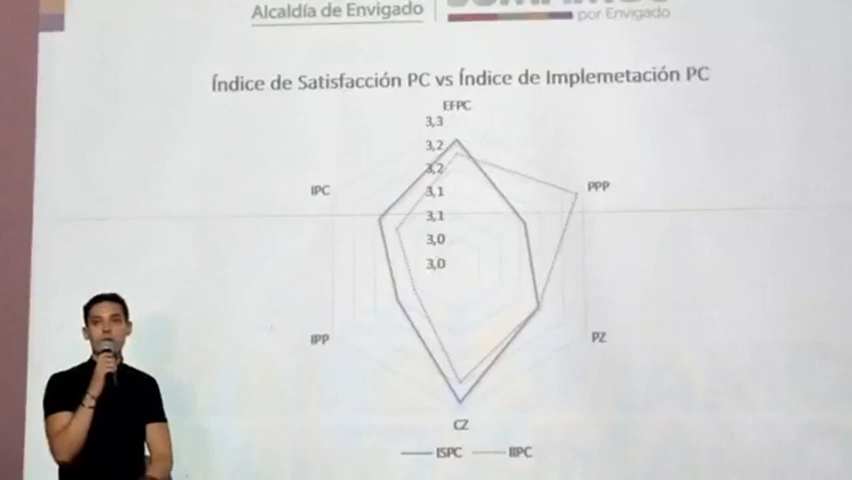 Alcaldía de Envigado
por Envigado
Índice de Satisfacción PC vs Índice de Implemetación PC
EFPC
3,3
3,2
3,2
3,1
3,1
3,0
3,0
IPC
PPP
IPP
PZ
CZ
ISPC IIPC